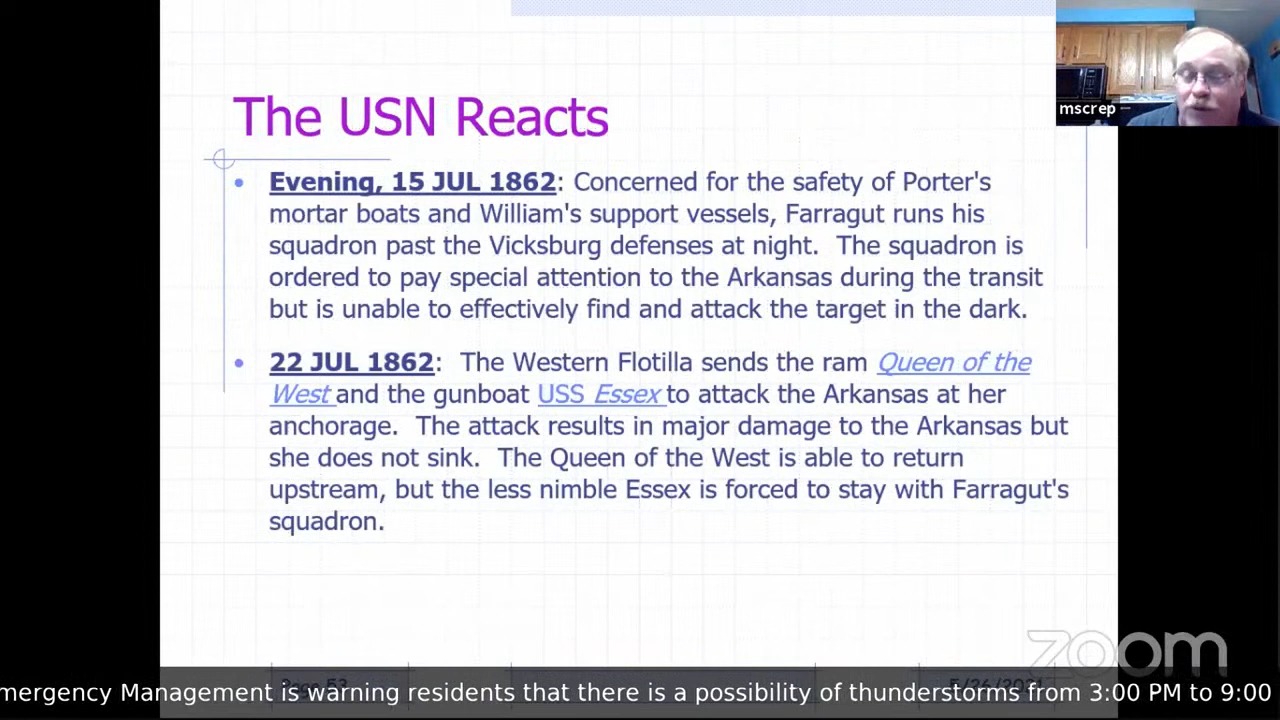 The USN Reacts
mscrep
Evening, 15 JUL 1862: Concerned for the safety of Porter's
mortar boats and William's support vessels, Farragut runs his
squadron past the Vicksburg defenses at night. The squadron is
ordered to pay special attention to the Arkansas during the transit
but is unable to effectively find and attack the target in the dark.
22 JUL 1862: The Western Flotilla sends the ram Queen of the
West and the gunboat USS Essex to attack the Arkansas at her
anchorage. The attack results in major damage to the Arkansas but
she does not sink. The Queen of the West is able to return
upstream, but the less nimble Essex is forced to stay with Farragut's
squadron.
zoom
Page 53
mergency Management is warning residents that there is a possibility of thunderstorms from 3:00 PM to 9:00